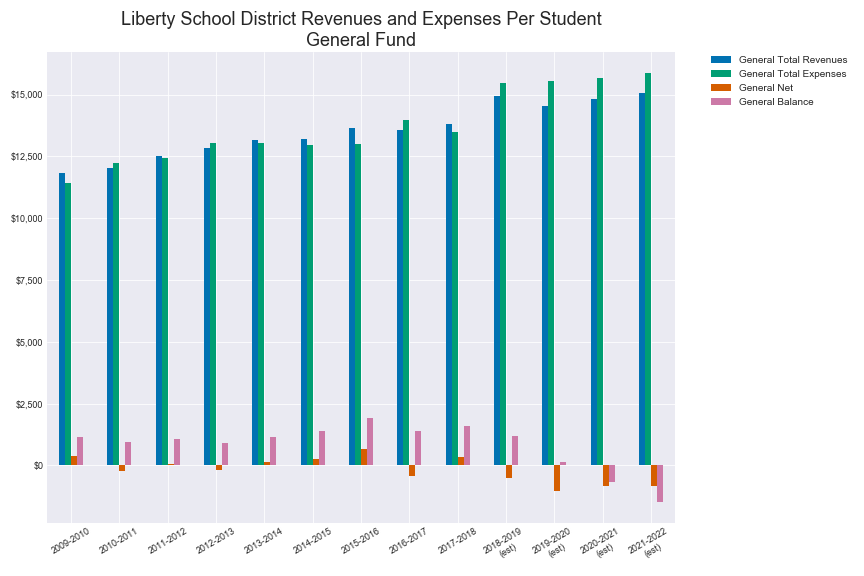 Liberty School District Revenues and Expenses Per Student
General Fund
General Total Revenues
General Total Expenses
General Net
General Balance
$15,000
$12,500
$10,000
$7,500
$5,000
$2,500
$0
2009-2010
2010-2011
2011-2012
2012-2013
2013-2014
2014-2015
2015-2016
2016-2017
2017-2018
2018-2019
(est)
2019-2020
(est)
2020-2021
(est)
2021-2022
(est)